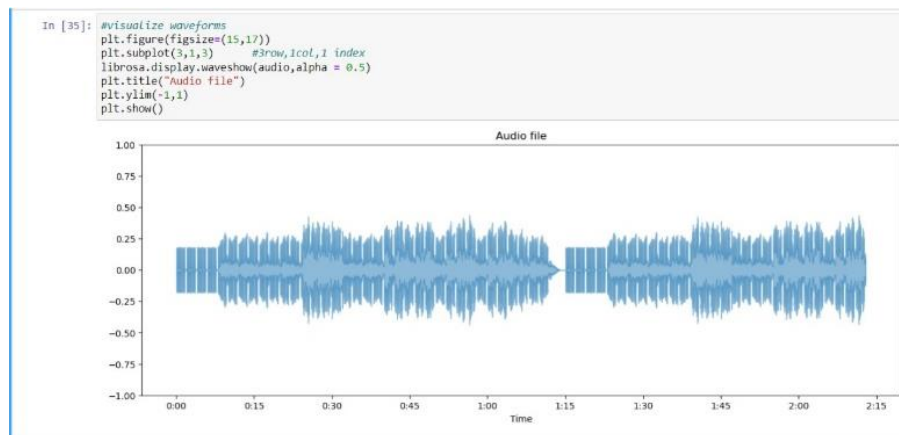 In [35]: #visualize waveforms
plt.figure(figsize=(15,17))
plt.subplot(3,1,3) #3row,1col,1 index
librosa.display.waveshow(audio,alpha = 0.5)
plt.title("Audio file")
plt.ylim(-1,1)
plt.show()
Audio file
1.00
0.75
0.50
0.25
0.00
−0.25
−0.50
−0.75
−1.00
0:00 0:15 0:30 0:45 1:00 1:15 1:30 1:45 2:00 2:15
Time